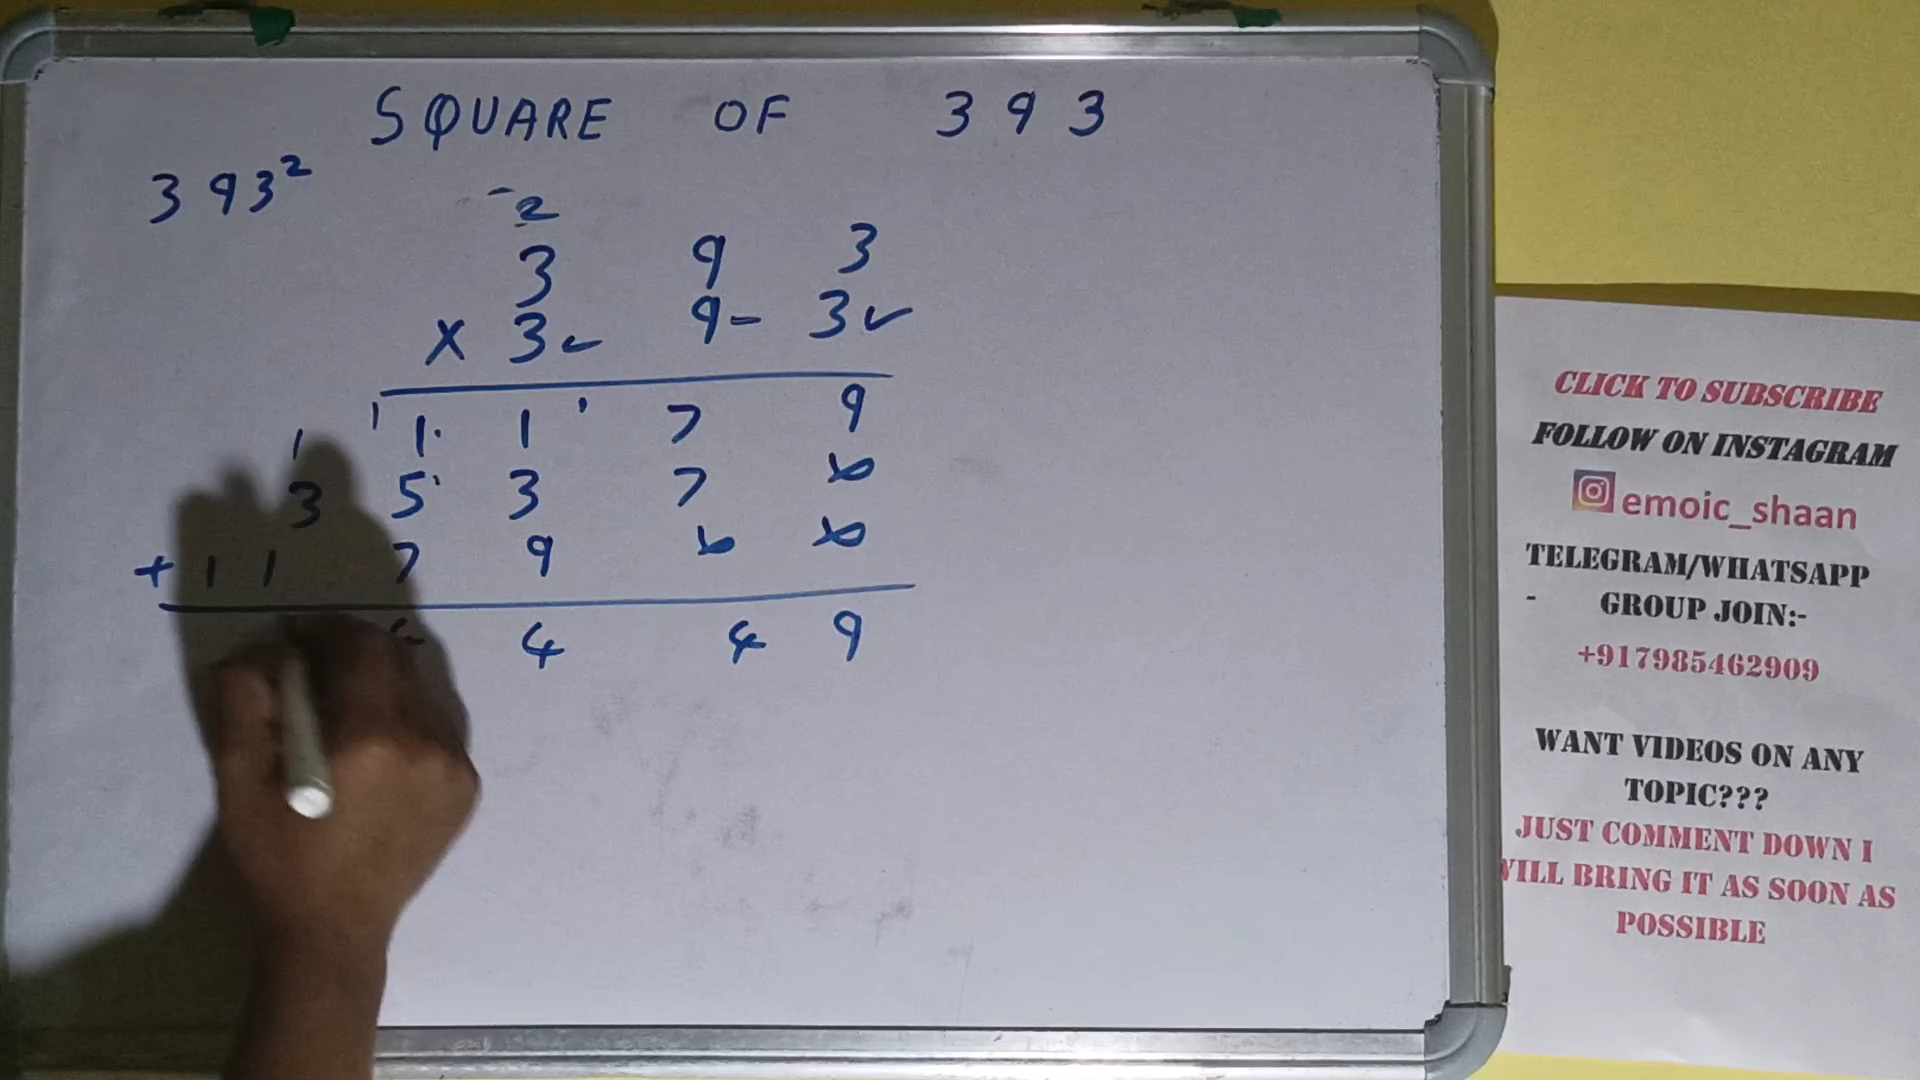 SQUARE OF 393
393²
2
3 9 3
X 3 9 3
1 1 1 1 7 9
1
3 5 3 7 x
+ 1 1 7 9 x x
4 4 9
CLICK TO SUBSCRIBE
FOLLOW ON INSTAGRAM
emoic_shaan
TELEGRAM/WHATSAPP
- GROUP JOIN:-
+917985462909
WANT VIDEOS ON ANY
TOPIC???
JUST COMMENT DOWN I
WILL BRING IT AS SOON AS
POSSIBLE